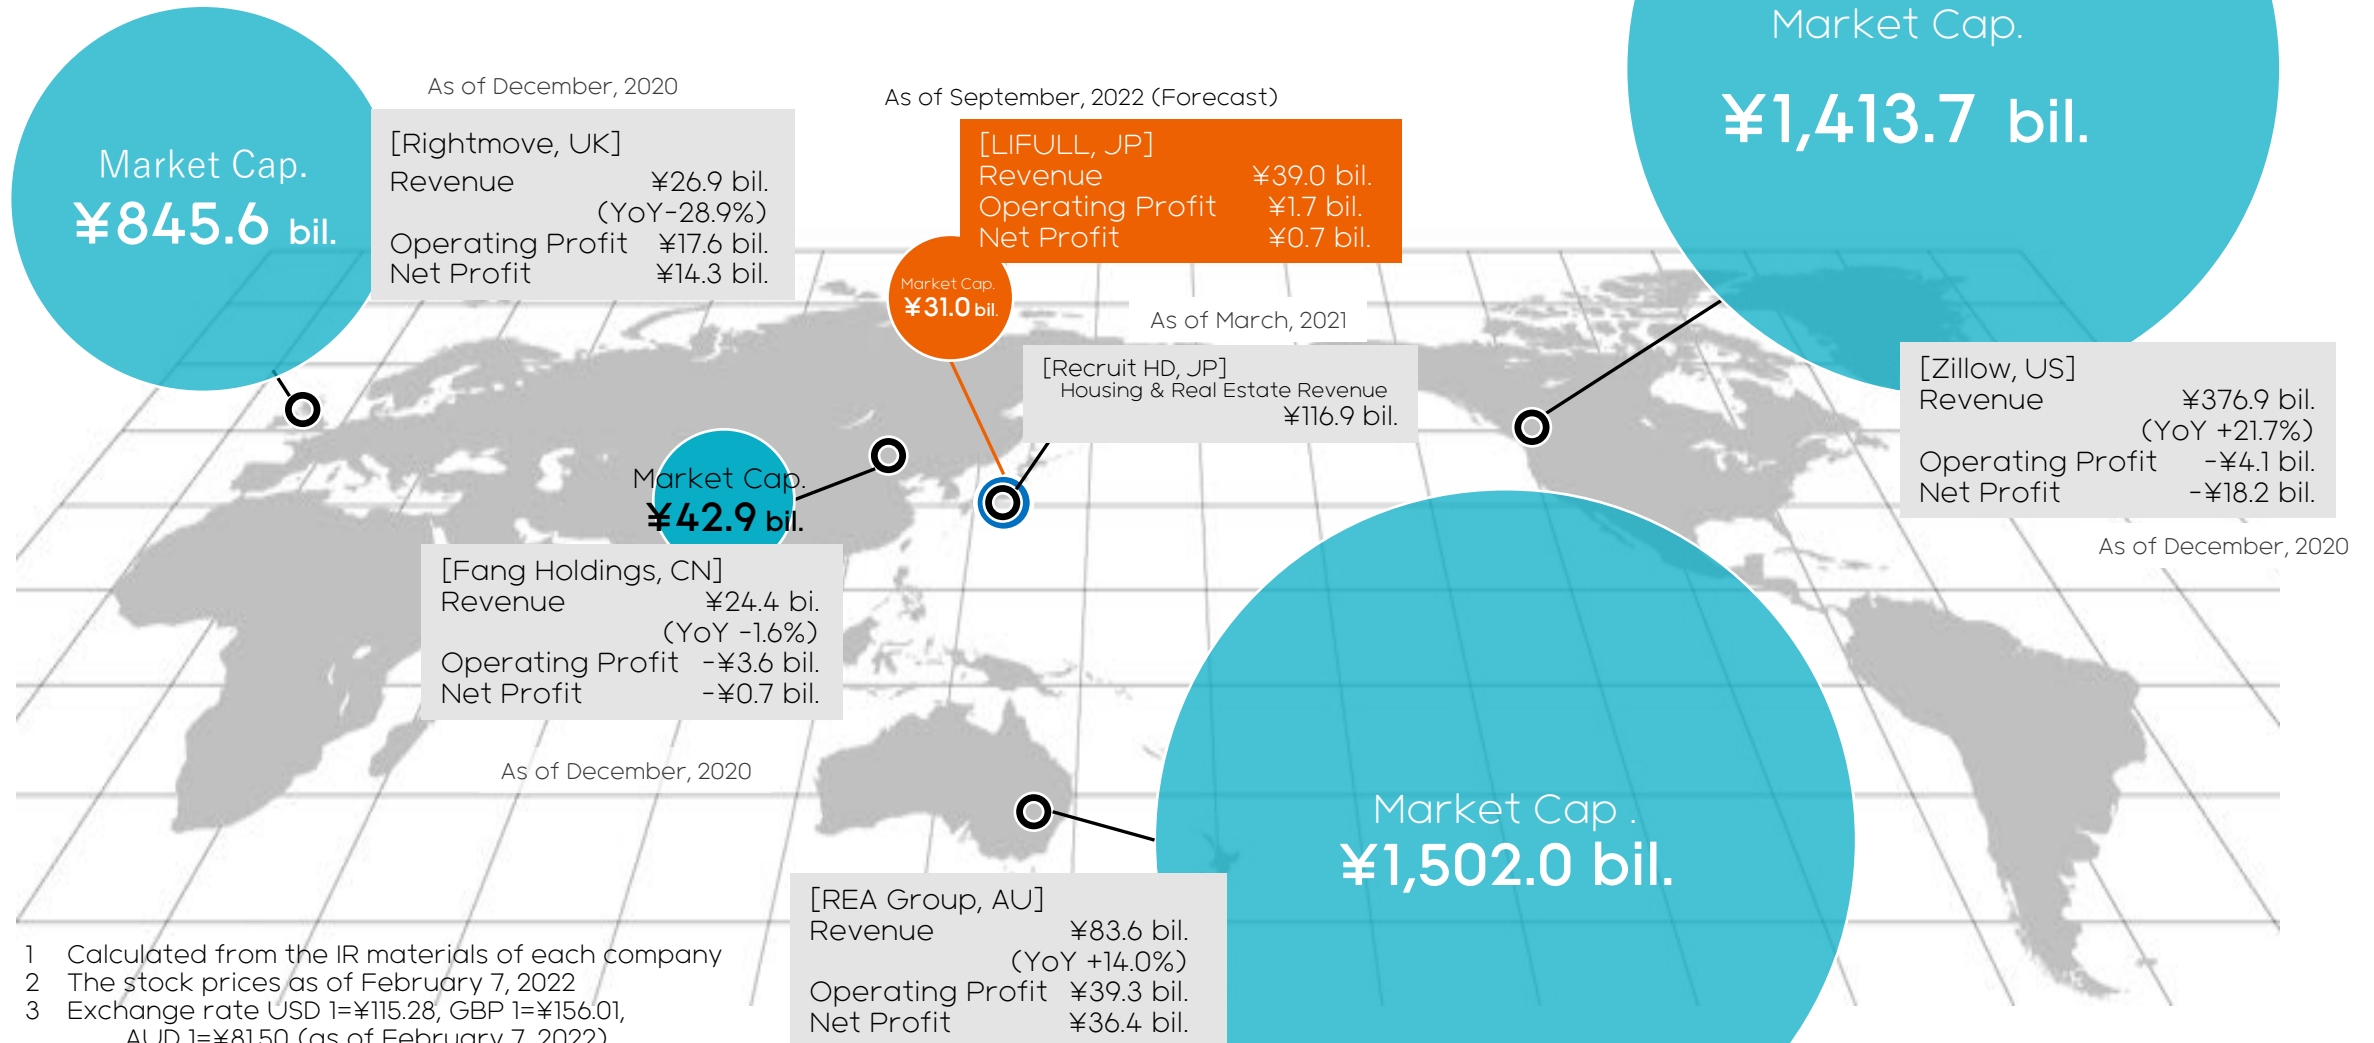 Market Cap.
¥845.6 bil.
As of December, 2020
[Rightmove, UK]
Revenue ¥26.9 bil.
(YoY-28.9%)
Operating Profit ¥17.6 bil.
Net Profit ¥14.3 bil.
As of September, 2022 (Forecast)
[LIFULL, JP]
Revenue ¥39.0 bil.
Operating Profit ¥1.7 bil.
Net Profit ¥0.7 bil.
Market Cap.
¥31.0 bil.
As of March, 2021
[Recruit HD, JP]
Housing & Real Estate Revenue
¥116.9 bil.
Market Cap.
¥1,413.7 bil.
[Zillow, US]
Revenue ¥376.9 bil.
(YoY +21.7%)
Operating Profit -¥4.1 bil.
Net Profit -¥18.2 bil.
As of December, 2020
Market Cap.
¥42.9 bil.
[Fang Holdings, CN]
Revenue ¥24.4 bi.
(YoY -1.6%)
Operating Profit -¥3.6 bil.
Net Profit -¥0.7 bil.
As of December, 2020
Market Cap .
¥1,502.0 bil.
[REA Group, AU]
Revenue ¥83.6 bil.
(YoY +14.0%)
Operating Profit ¥39.3 bil.
Net Profit ¥36.4 bil.
1 Calculated from the IR materials of each company
2 The stock prices as of February 7, 2022
3 Exchange rate USD 1=¥115.28, GBP 1=¥156.01,
AUD 1=¥81.50 (as of February 7, 2022)